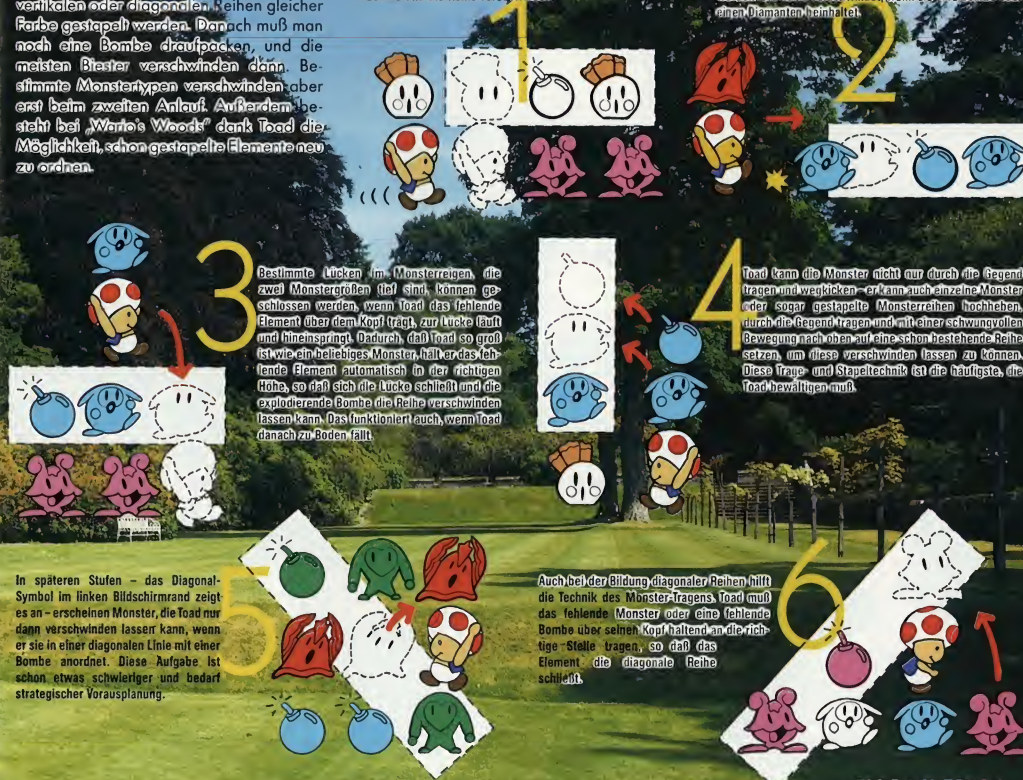 vertikalen oder diagonalen Reihen gleicher
Farbe gestapelt werden. Danach muß man
noch eine Bombe draufpacken, und die
meisten Biester verschwinden dann. Be-
stimmte Monstertypen verschwinden aber
erst beim zweiten Anlauf. Außerdem be-
steht bei „Wario's Woods“ dank Toad die
Möglichkeit, schon gestapelte Elemente neu
zu ordnen.
1
einen Diamanten beinhaltet.
2
3
Bestimmte Lücken im Monsterreigen, die
zwei Monstergrößen tief sind, können ge-
schlossen werden, wenn Toad das fehlende
Element über dem Kopf trägt, zur Lücke läuft
und hineinspringt. Dadurch, daß Toad so groß
ist wie ein beliebiges Monster, hält er das feh-
lende Element automatisch in der richtigen
Höhe, so daß sich die Lücke schließt und die
explodierende Bombe die Reihe verschwinden
lassen kann. Das funktioniert auch, wenn Toad
danach zu Boden fällt.
4
Toad kann die Monster nicht nur durch die Gegend
tragen und wegkicken – er kann auch einzelne Monster
oder sogar gestapelte Monsterreihen hochheben,
durch die Gegend tragen und mit einer schwungvollen
Bewegung nach oben auf eine schon bestehende Reihe
setzen, um diese verschwinden lassen zu können.
Diese Trage- und Stapeltechnik ist die häufigste, die
Toad bewältigen muß.
In späteren Stufen – das Diagonal-
Symbol im linken Bildschirmrand zeigt
es an – erscheinen Monster, die Toad nur
dann verschwinden lassen kann, wenn
er sie in einer diagonalen Linie mit einer
Bombe anordnet. Diese Aufgabe ist
schon etwas schwieriger und bedarf
strategischer Vorausplanung.
5
Auch bei der Bildung diagonaler Reihen hilft
die Technik des Monster-Tragens. Toad muß
das fehlende Monster oder eine fehlende
Bombe über seinen Kopf haltend an die rich-
tige Stelle tragen, so daß das
Element die diagonale Reihe
schließt.
6